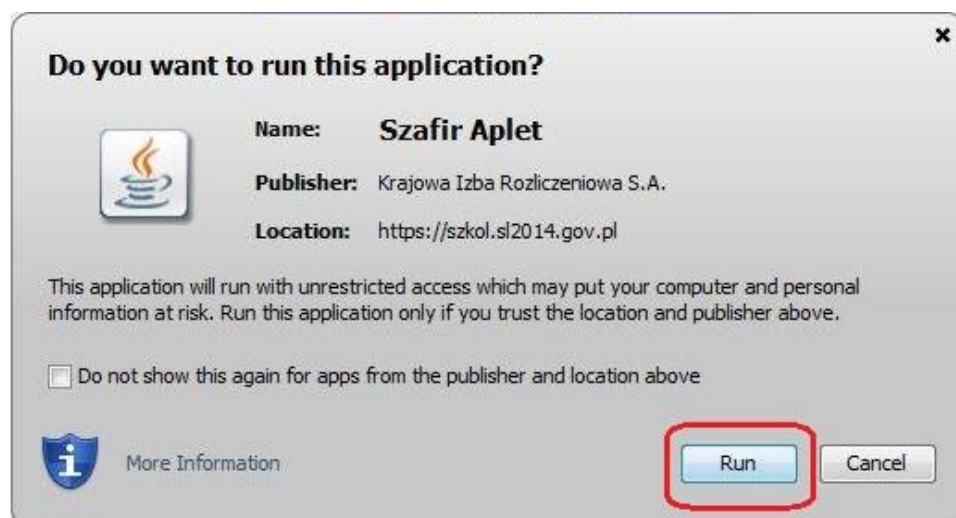 Do you want to run this application?
Name: Szafir Aplet
Publisher: Krajowa Izba Rozliczeniowa S.A.
Location: https://szkol.sl2014.gov.pl
This application will run with unrestricted access which may put your computer and personal
information at risk. Run this application only if you trust the location and publisher above.
Do not show this again for apps from the publisher and location above
More Information
Run
Cancel